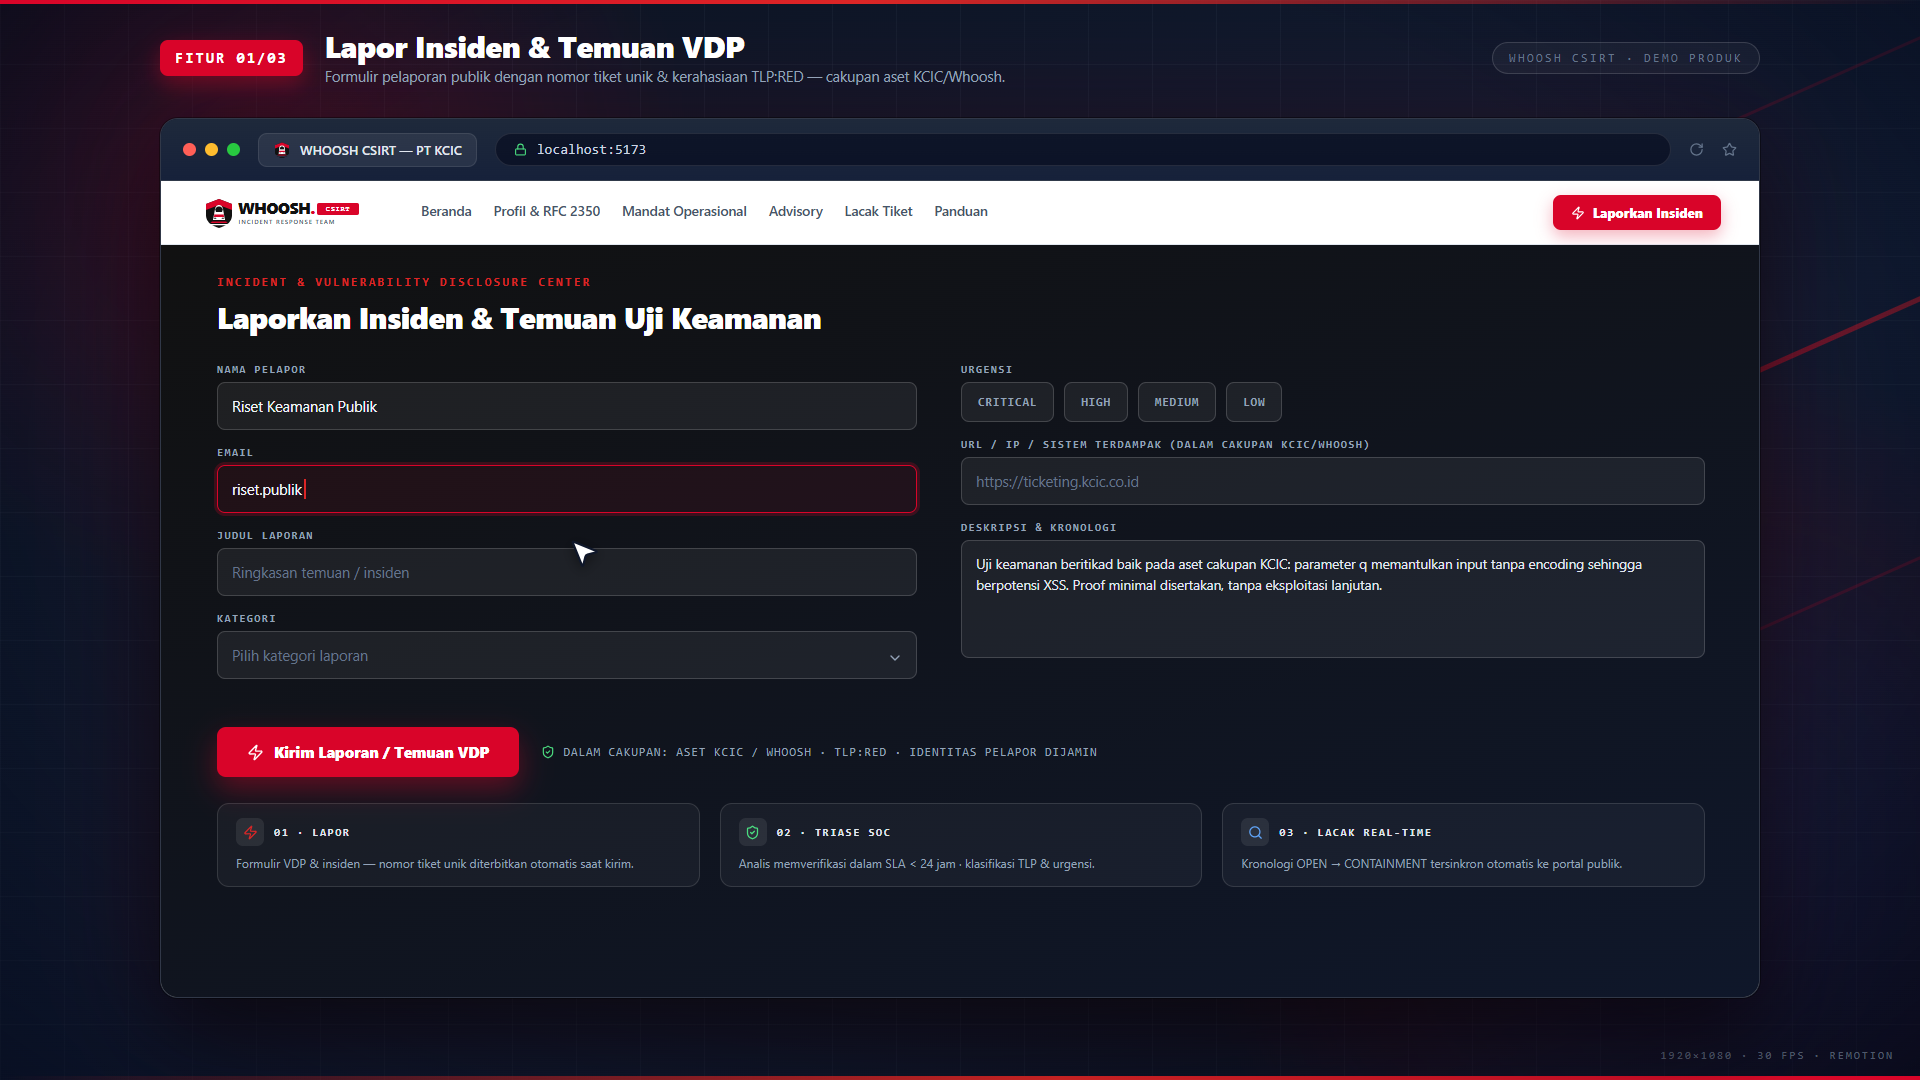 FITUR 01/03
Lapor Insiden & Temuan VDP
Formulir pelaporan publik dengan nomor tiket unik & kerahasiaan TLP:RED — cakupan aset KCIC/Whoosh.
WHOOSH CSIRT · DEMO PRODUK
WHOOSH CSIRT — PT KCIC
localhost:5173
WHOOSH. CSIRT
INCIDENT RESPONSE TEAM
Beranda
Profil & RFC 2350
Mandat Operasional
Advisory
Lacak Tiket
Panduan
Laporkan Insiden
INCIDENT & VULNERABILITY DISCLOSURE CENTER
Laporkan Insiden & Temuan Uji Keamanan
NAMA PELAPOR
Riset Keamanan Publik
EMAIL
riset.publik
JUDUL LAPORAN
Ringkasan temuan / insiden
KATEGORI
Pilih kategori laporan
URGENSI
CRITICAL
HIGH
MEDIUM
LOW
URL / IP / SISTEM TERDAMPAK (DALAM CAKUPAN KCIC/WHOOSH)
https://ticketing.kcic.co.id
DESKRIPSI & KRONOLOGI
Uji keamanan beritikad baik pada aset cakupan KCIC: parameter q memantulkan input tanpa encoding sehingga
berpotensi XSS. Proof minimal disertakan, tanpa eksploitasi lanjutan.
Kirim Laporan / Temuan VDP
DALAM CAKUPAN: ASET KCIC / WHOOSH · TLP:RED · IDENTITAS PELAPOR DIJAMIN
01 · LAPOR
Formulir VDP & insiden — nomor tiket unik diterbitkan otomatis saat kirim.
02 · TRIASE SOC
Analis memverifikasi dalam SLA < 24 jam · klasifikasi TLP & urgensi.
03 · LACAK REAL-TIME
Kronologi OPEN → CONTAINMENT tersinkron otomatis ke portal publik.
1920×1080 · 30 FPS · REMOTION